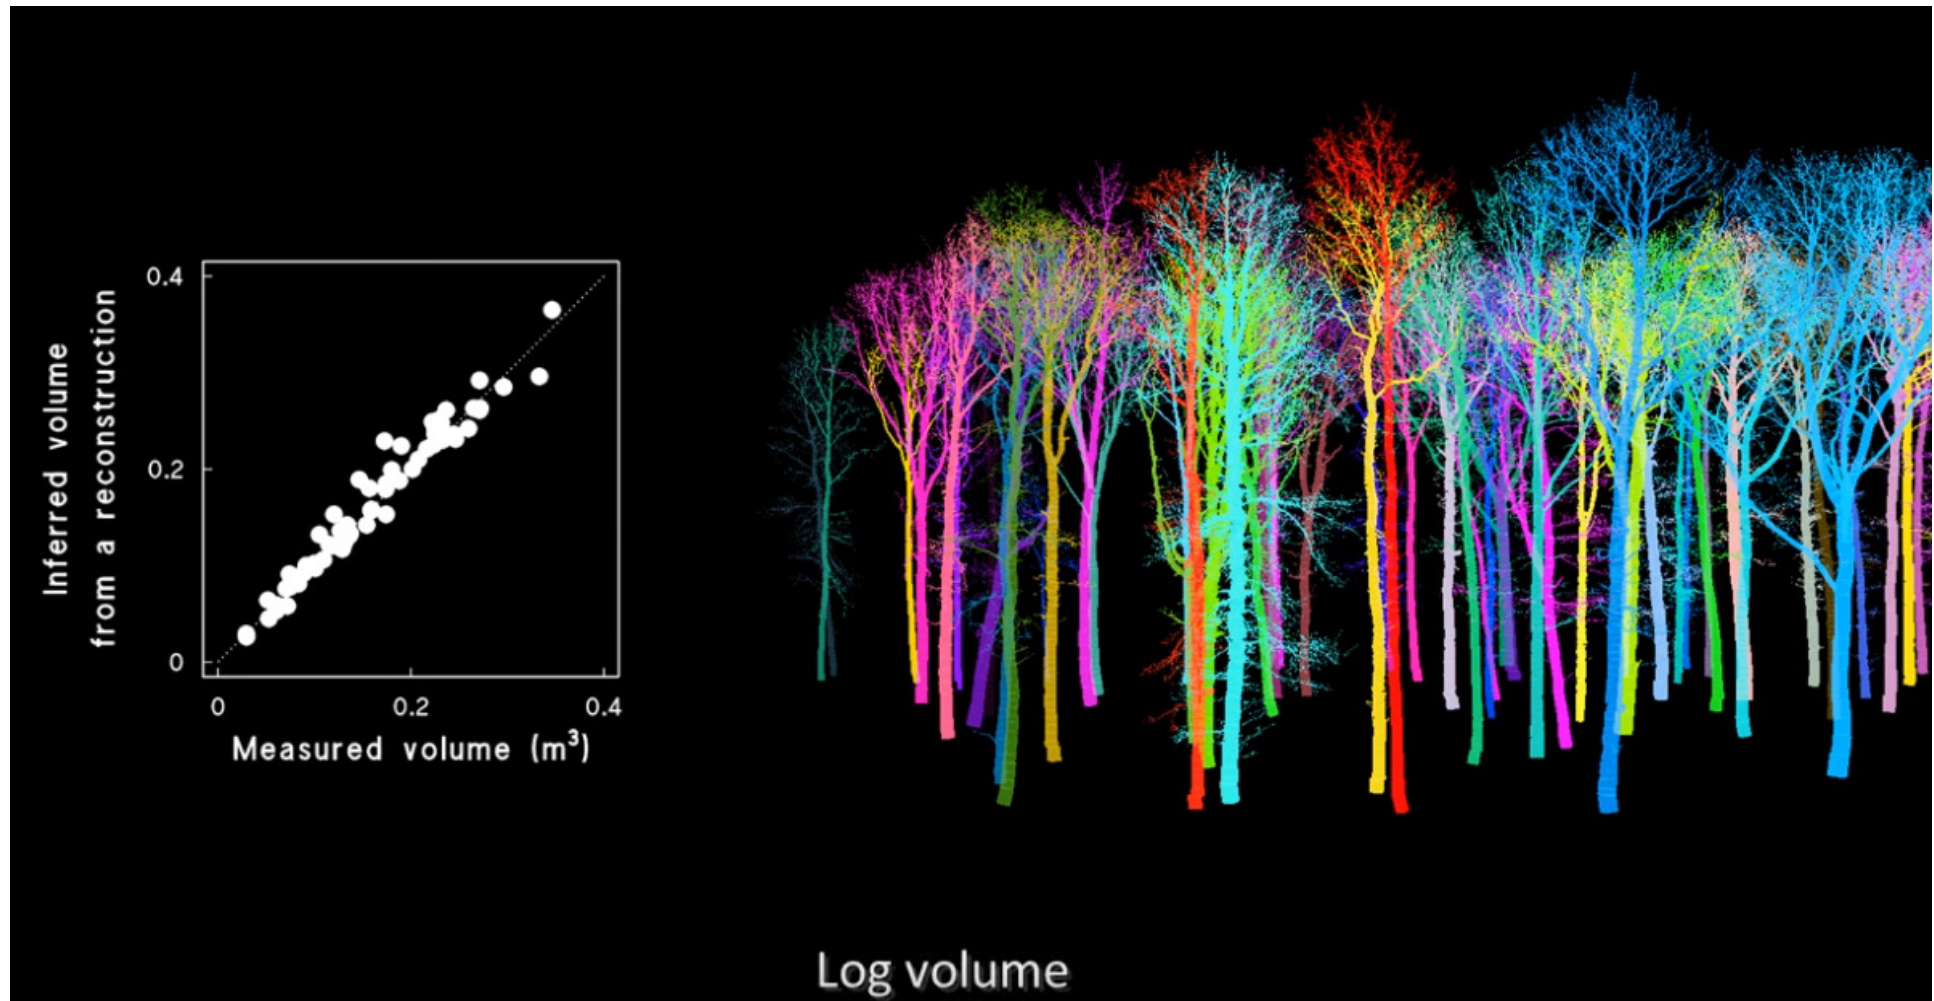 Inferred volume
from a reconstruction
0.4
0.2
0
0
0.2
0.4
Measured volume (m³)
Log volume